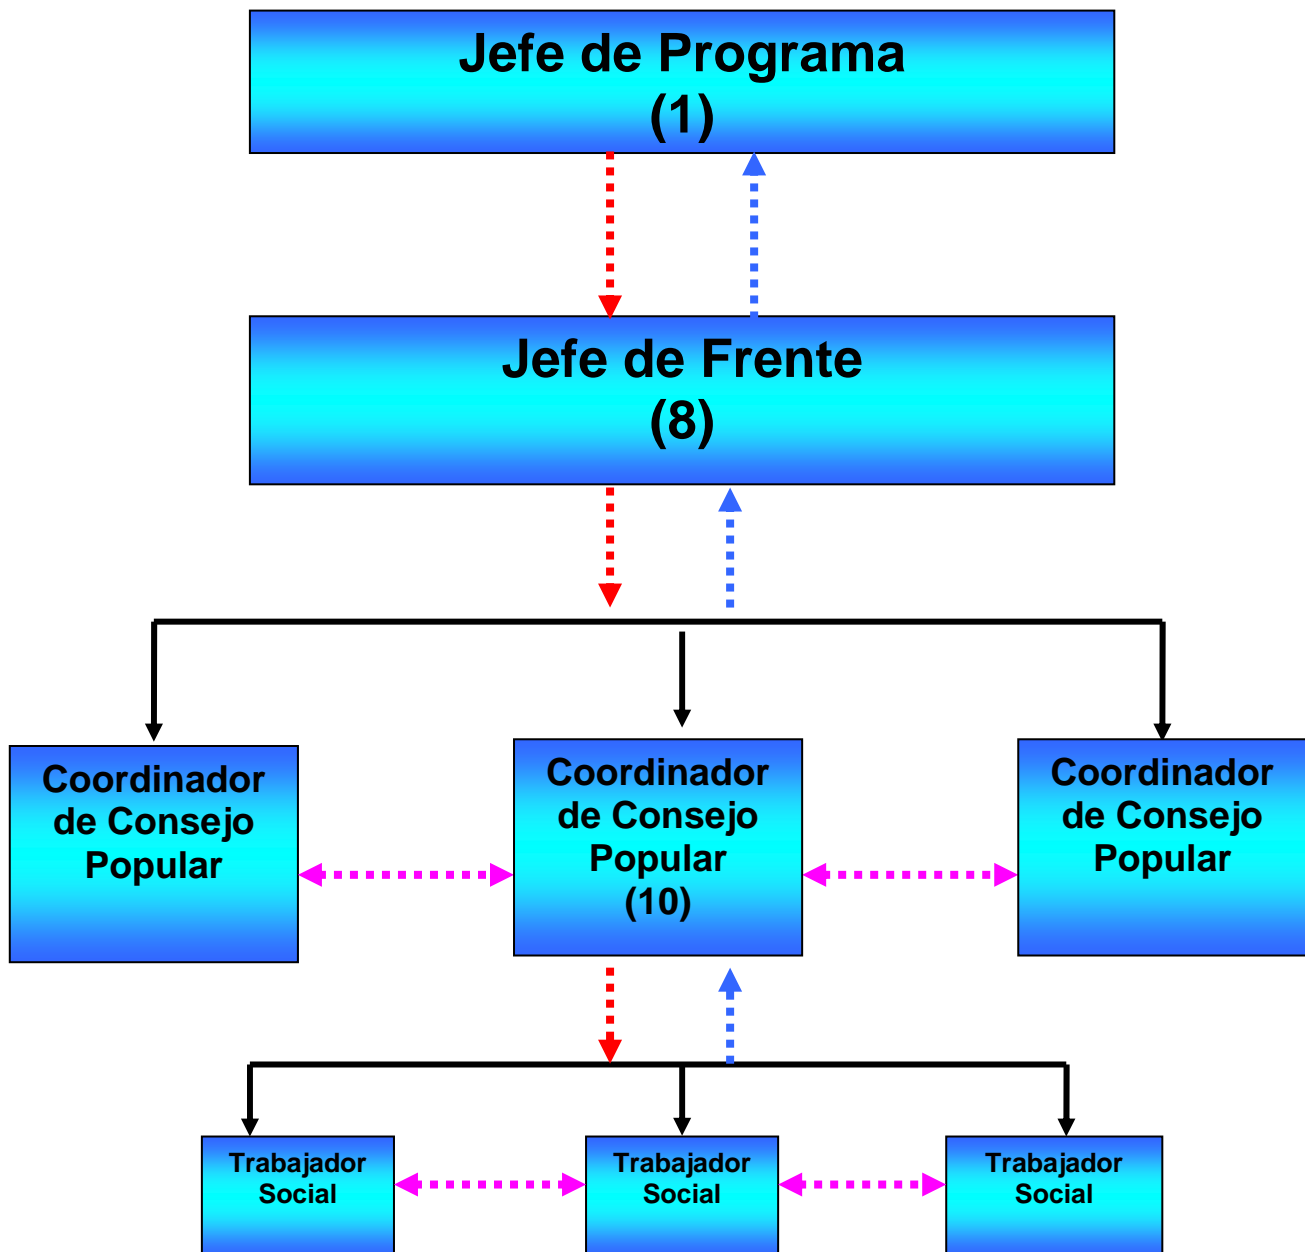 Jefe de Programa
(1)
Jefe de Frente
(8)
Coordinador
de Consejo
Popular
Coordinador
de Consejo
Popular
(10)
Coordinador
de Consejo
Popular
Trabajador
Social
Trabajador
Social
Trabajador
Social